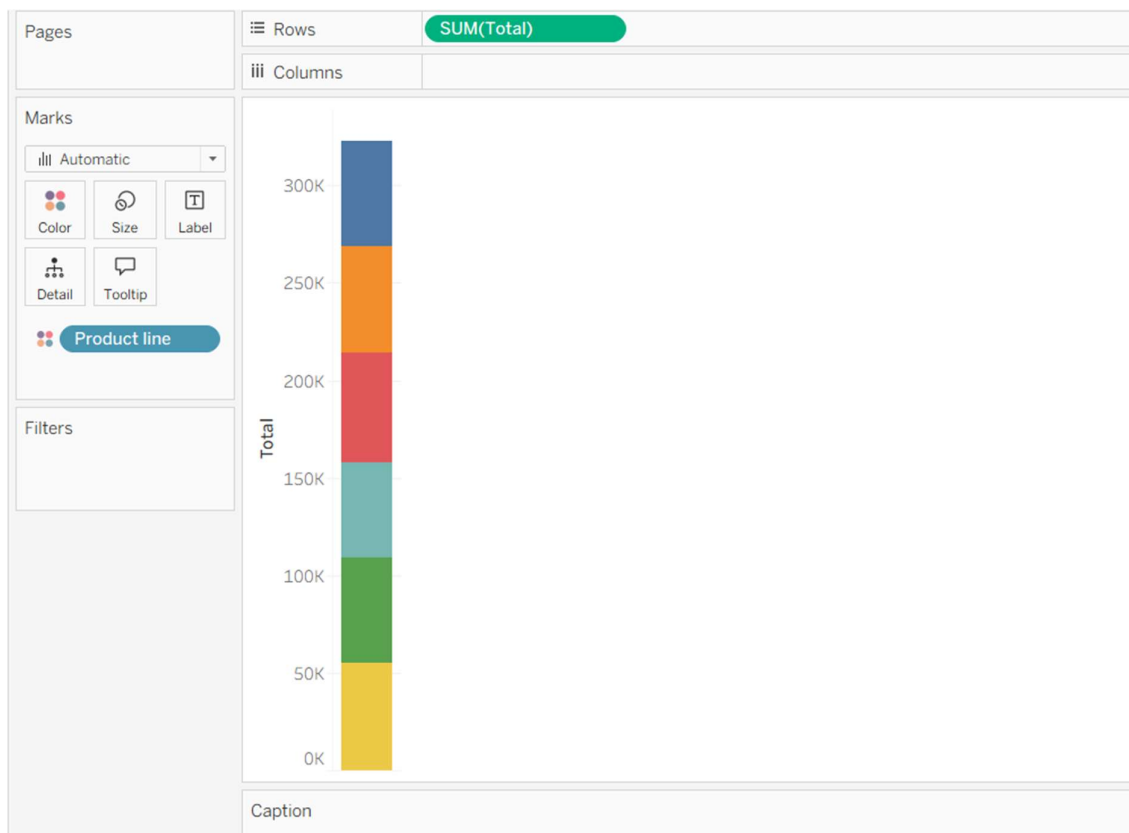 Pages
Rows
SUM(Total)
Columns
Marks
Automatic
Color
Size
Label
Detail
Tooltip
Product line
Filters
Total
300K
250K
200K
150K
100K
50K
0K
Caption